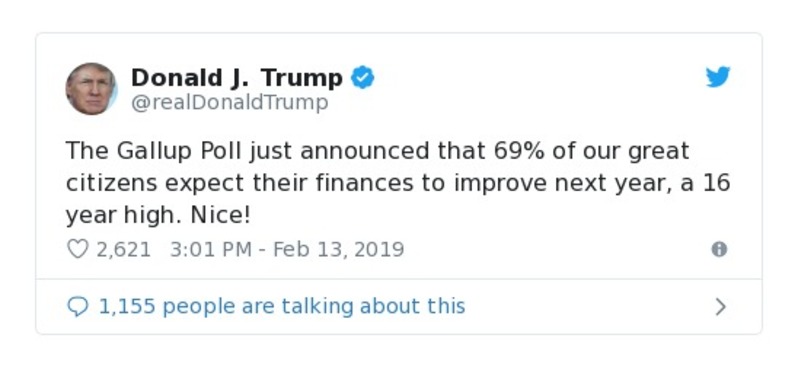 Donald J. Trump
@realDonaldTrump
The Gallup Poll just announced that 69% of our great
citizens expect their finances to improve next year, a 16
year high. Nice!
2,621 3:01 PM - Feb 13, 2019
1,155 people are talking about this